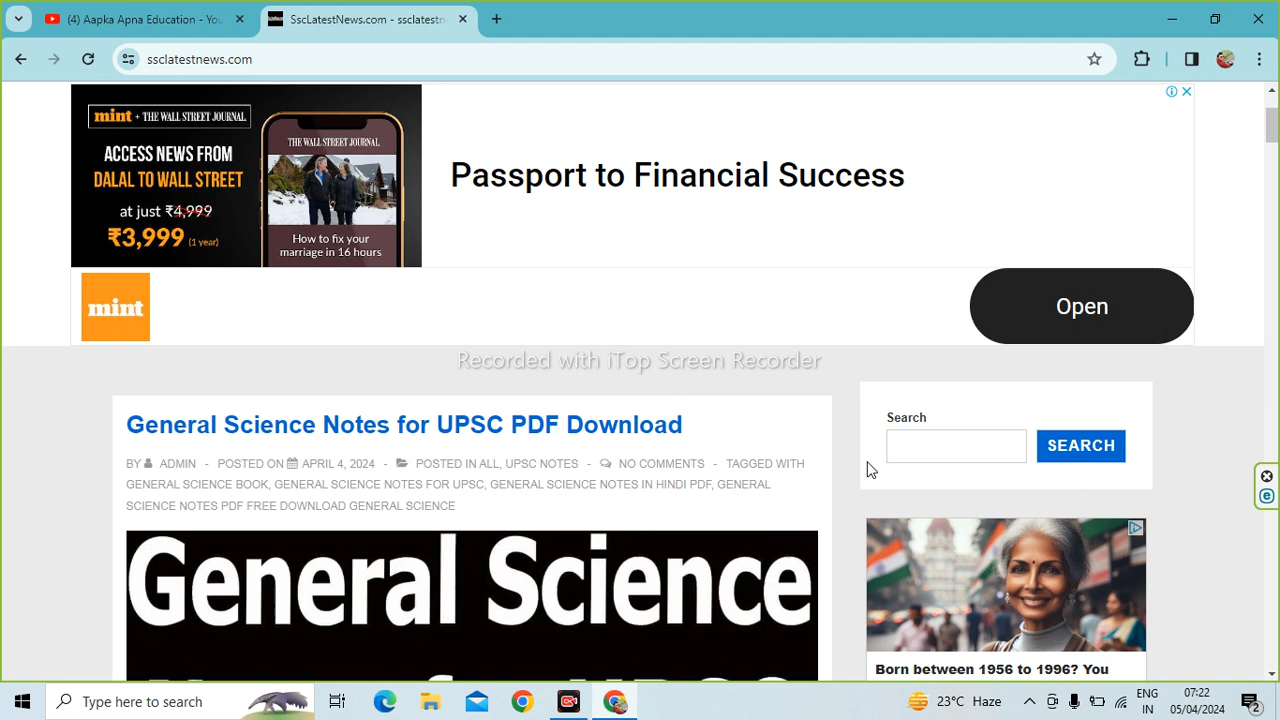 (4) Aapka Apna Education - You
SscLatestNews.com - ssclatestn
ssclatestnews.com
mint + THE WALL STREET JOURNAL
ACCESS NEWS FROM
DALAL TO WALL STREET
at just ₹4,999
₹3,999 (1 year)
THE WALL STREET JOURNAL
How to fix your
marriage in 16 hours
Passport to Financial Success
mint
Open
Recorded with iTop Screen Recorder
General Science Notes for UPSC PDF Download
BY ADMIN - POSTED ON APRIL 4, 2024 - POSTED IN ALL, UPSC NOTES - NO COMMENTS - TAGGED WITH
GENERAL SCIENCE BOOK, GENERAL SCIENCE NOTES FOR UPSC, GENERAL SCIENCE NOTES IN HINDI PDF, GENERAL
SCIENCE NOTES PDF FREE DOWNLOAD GENERAL SCIENCE
General Science
Search
SEARCH
Born between 1956 to 1996? You
Type here to search
23°C Haze
ENG
IN
07:22
05/04/2024
2